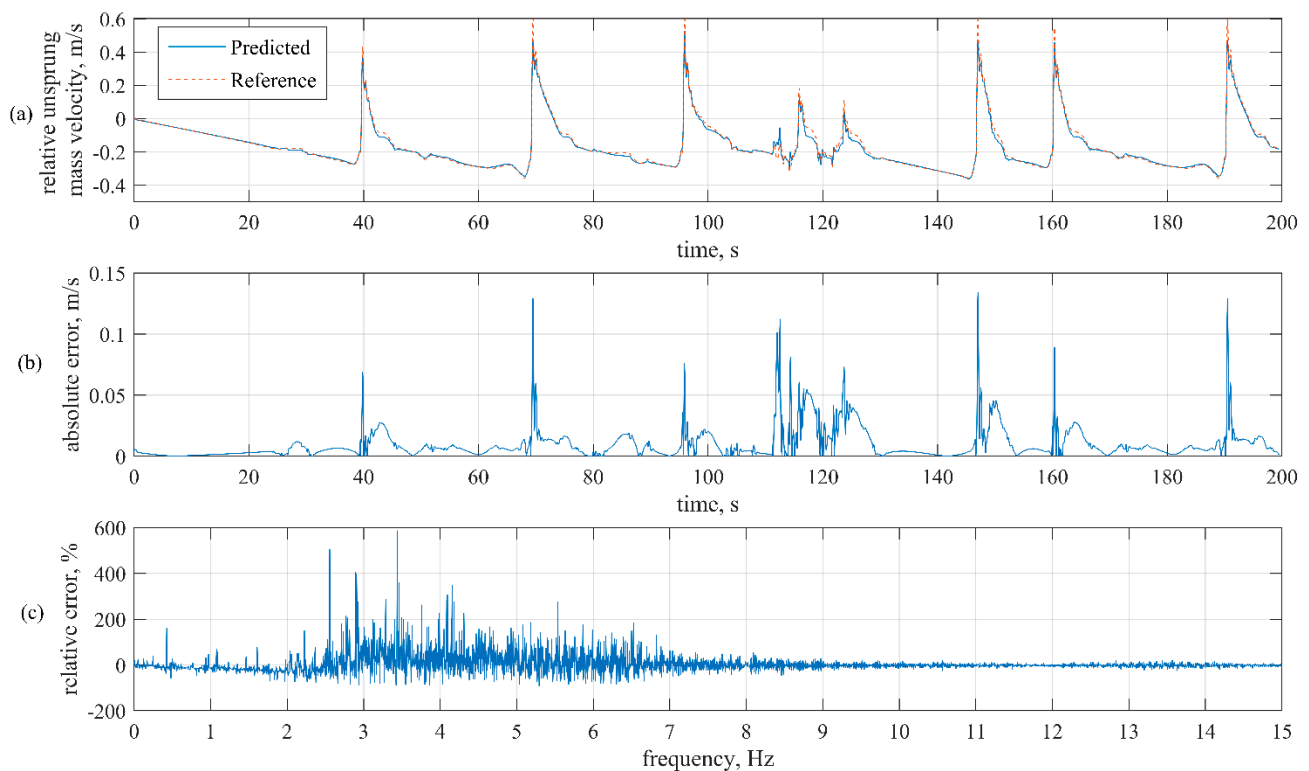 Predicted
Reference
(a)
relative unsprung
mass velocity, m/s
0.6
0.4
0.2
0
-0.2
-0.4
0 20 40 60 80 100 120 140 160 180 200
time, s
(b)
absolute error, m/s
0.15
0.1
0.05
0
0 20 40 60 80 100 120 140 160 180 200
time, s
(c)
relative error, %
600
400
200
0
-200
0 1 2 3 4 5 6 7 8 9 10 11 12 13 14 15
frequency, Hz